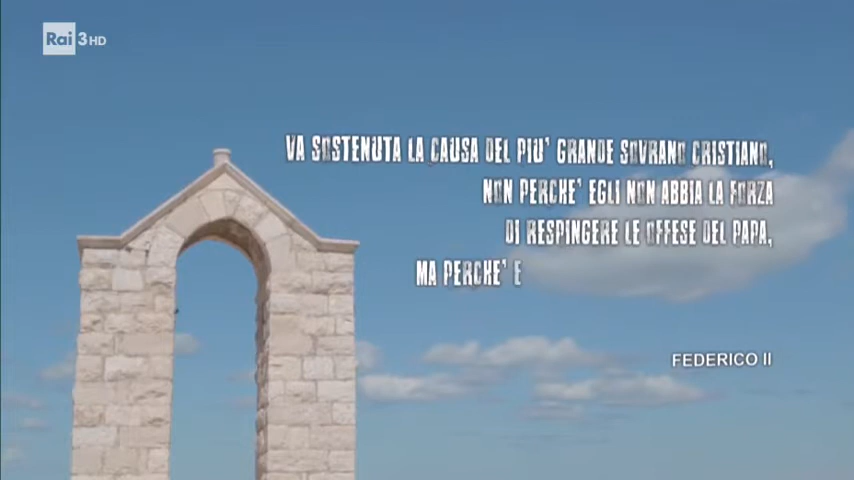 Rai 3HD
VA SOSTENUTA LA CAUSA DEL PIU' GRANDE SOVRANO CRISTIANO,
NON PERCHE' EGLI NON ABBIA LA FORZA
DI RESPINGERE LE OFFESE DEL PAPA,
MA PERCHE' E
FEDERICO II